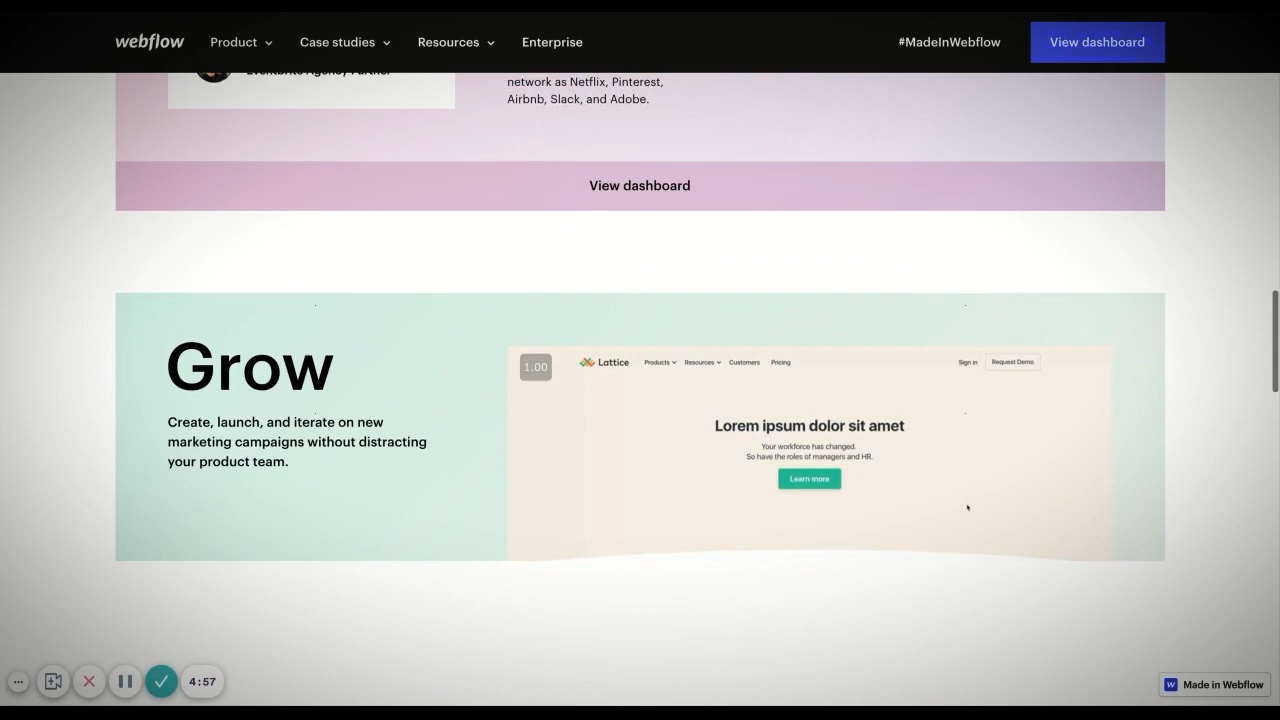 webflow Product Case studies Resources Enterprise #MadeInWebflow View dashboard
Eventbrite Agency Partner
network as Netflix, Pinterest,
Airbnb, Slack, and Adobe.
View dashboard
Grow
Create, launch, and iterate on new
marketing campaigns without distracting
your product team.
1.00
Lattice Products Resources Customers Pricing Sign in Request Demo
Lorem ipsum dolor sit amet
Your workforce has changed.
So have the roles of managers and HR.
Learn more
4:57
W Made in Webflow